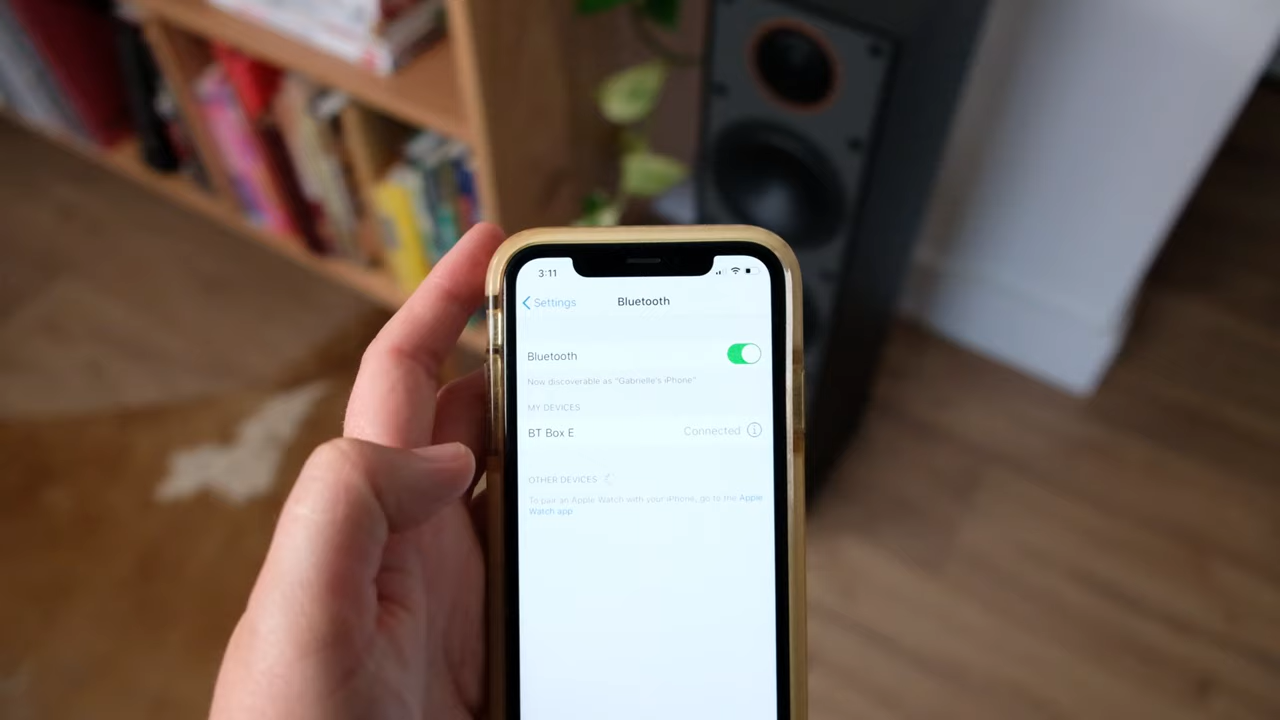 3:11
Settings
Bluetooth
Bluetooth
Now discoverable as "Gabrielle's iPhone"
MY DEVICES
BT Box E
Connected
OTHER DEVICES
To pair an Apple Watch with your iPhone, go to the Apple
Watch app